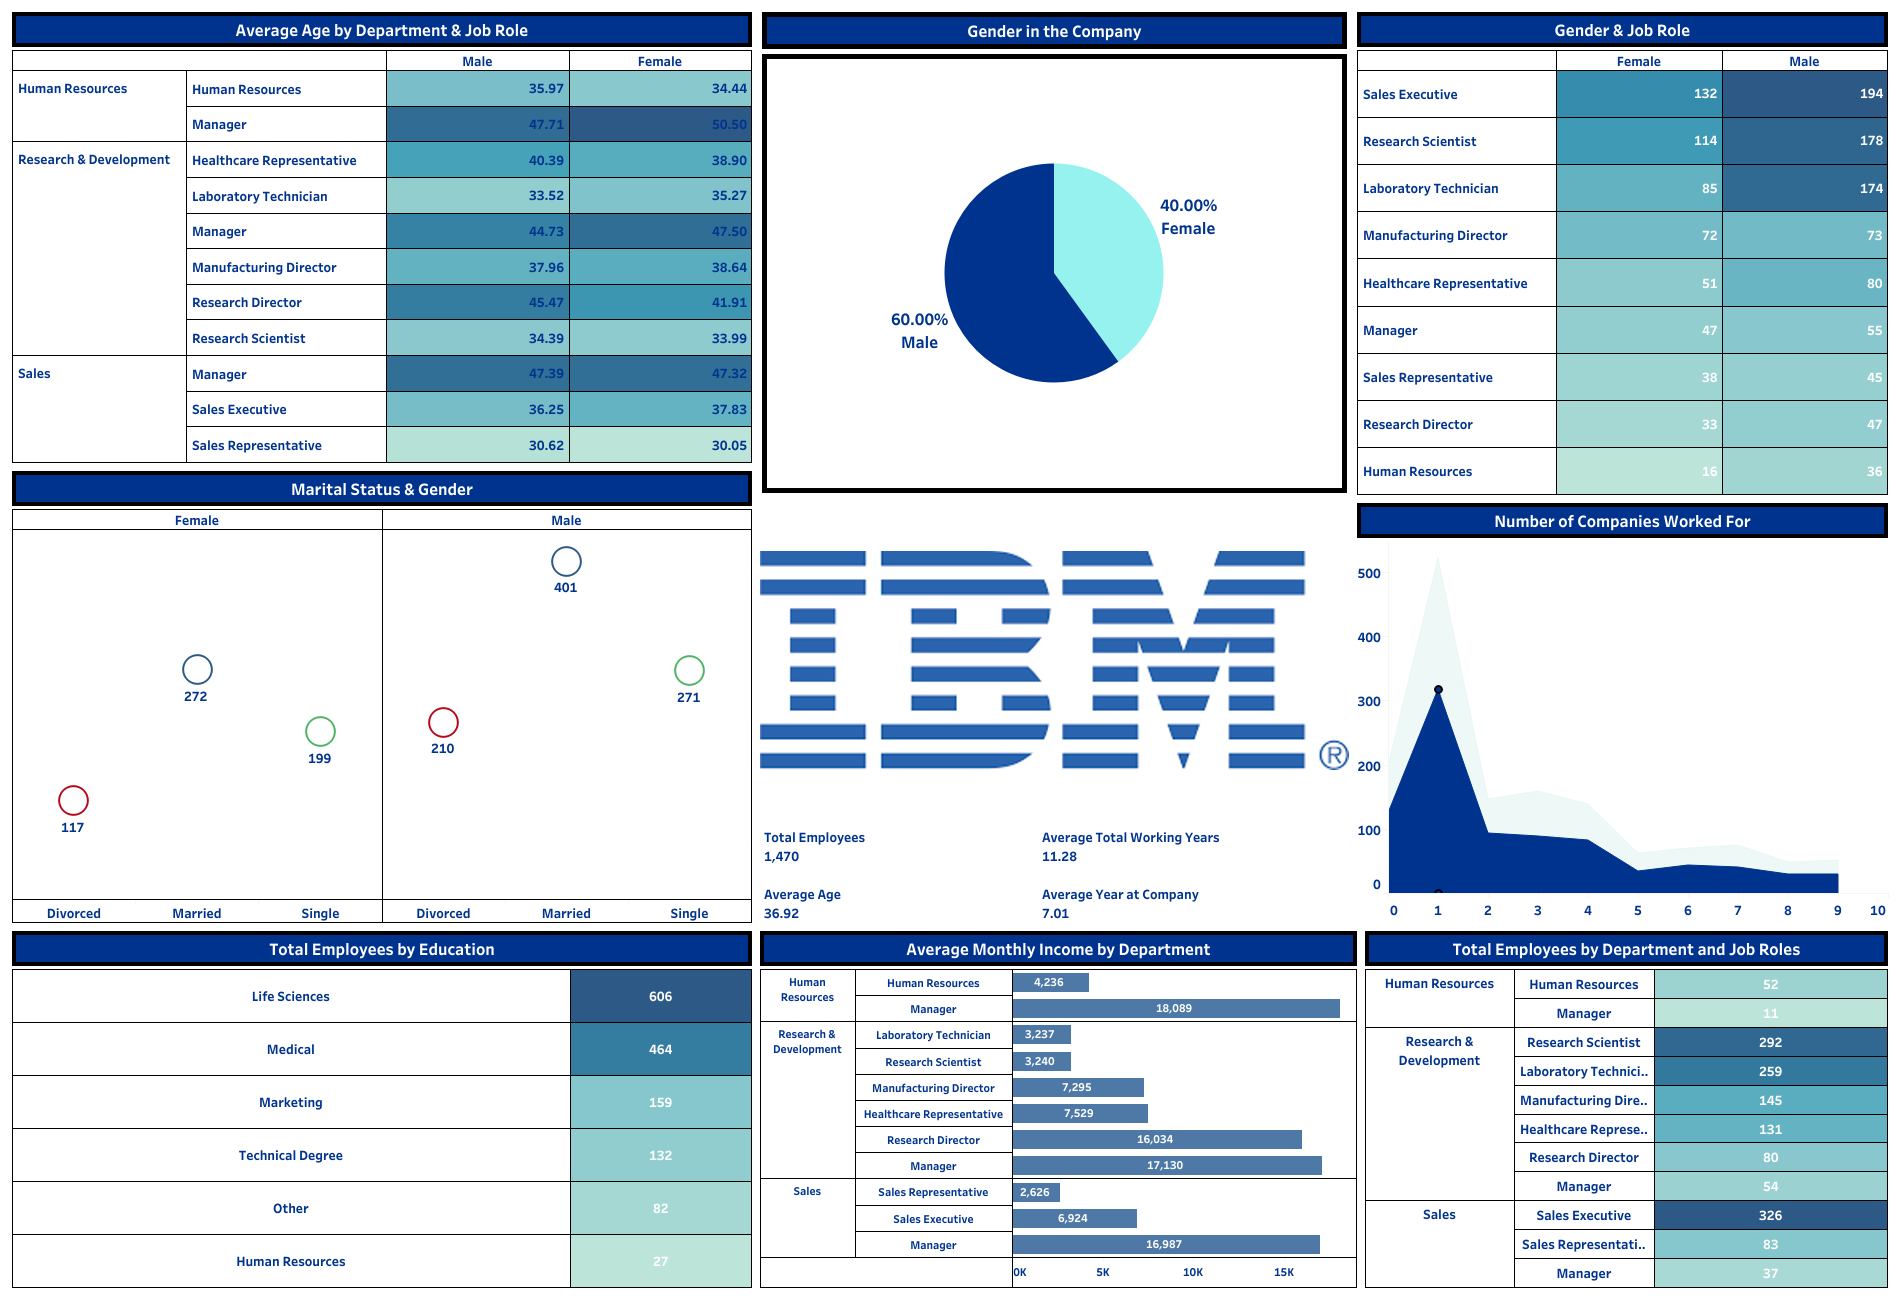 Average Age by Department & Job Role
Male Female
Human Resources Human Resources 35.97 34.44
Manager 47.71 50.50
Research & Development Healthcare Representative 40.39 38.90
Laboratory Technician 33.52 35.27
Manager 44.73 47.50
Manufacturing Director 37.96 38.64
Research Director 45.47 41.91
Research Scientist 34.39 33.99
Sales Manager 47.39 47.32
Sales Executive 36.25 37.83
Sales Representative 30.62 30.05
Gender in the Company
40.00%
Female
60.00%
Male
Gender & Job Role
Female Male
Sales Executive 132 194
Research Scientist 114 178
Laboratory Technician 85 174
Manufacturing Director 72 73
Healthcare Representative 51 80
Manager 47 55
Sales Representative 38 45
Research Director 33 47
Human Resources 16 36
Marital Status & Gender
Female Male
401
272
271
210
199
117
Divorced Married Single Divorced Married Single
IBM®
Total Employees
1,470
Average Total Working Years
11.28
Average Age
36.92
Average Year at Company
7.01
Number of Companies Worked For
500
400
300
200
100
0
0 1 2 3 4 5 6 7 8 9 10
Total Employees by Education
Life Sciences 606
Medical 464
Marketing 159
Technical Degree 132
Other 82
Human Resources 27
Average Monthly Income by Department
Human
Resources
Human Resources 4,236
Manager 18,089
Research &
Development
Laboratory Technician 3,237
Research Scientist 3,240
Manufacturing Director 7,295
Healthcare Representative 7,529
Research Director 16,034
Manager 17,130
Sales
Sales Representative 2,626
Sales Executive 6,924
Manager 16,987
0K 5K 10K 15K
Total Employees by Department and Job Roles
Human Resources Human Resources 52
Manager 11
Research &
Development
Research Scientist 292
Laboratory Technici.. 259
Manufacturing Dire.. 145
Healthcare Represe.. 131
Research Director 80
Manager 54
Sales Sales Executive 326
Sales Representati.. 83
Manager 37